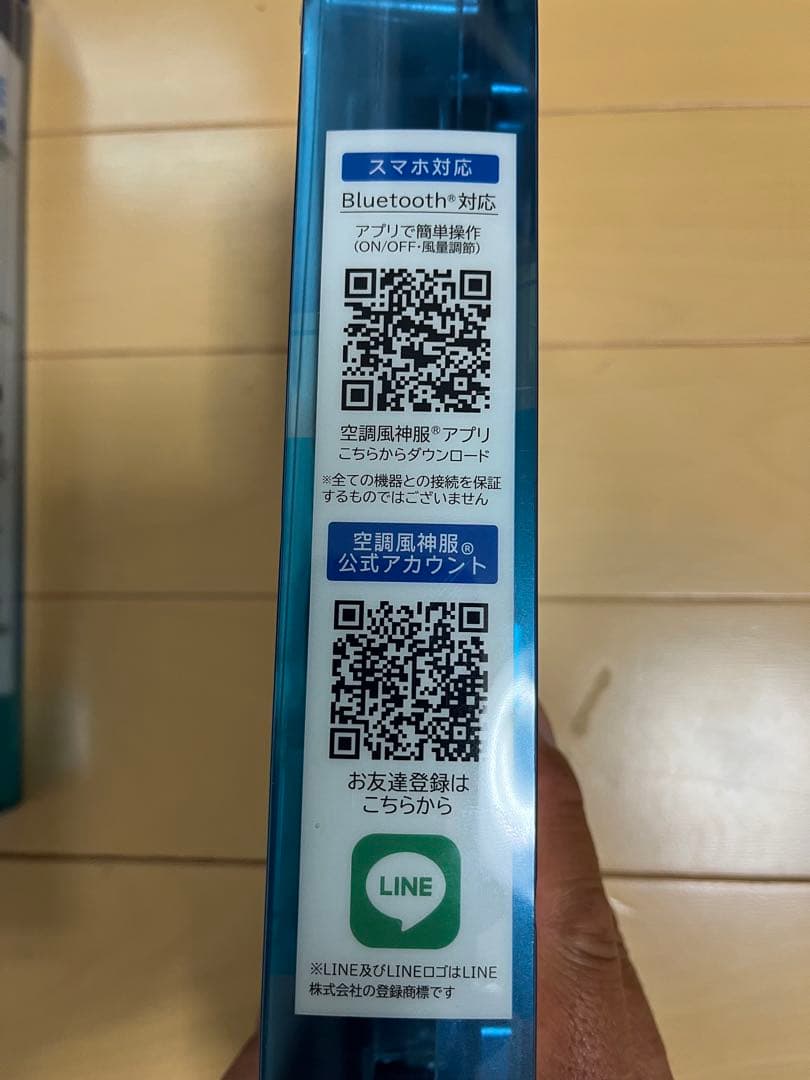 スマホ対応
Bluetooth®対応
アプリで簡単操作
(ON/OFF・風量調節)
空調風神服®アプリ
こちらからダウンロード
※全ての機器との接続を保証
するものではございません
空調風神服®
公式アカウント
お友達登録は
こちらから
LINE
※LINE及びLINEロゴはLINE
株式会社の登録商標です